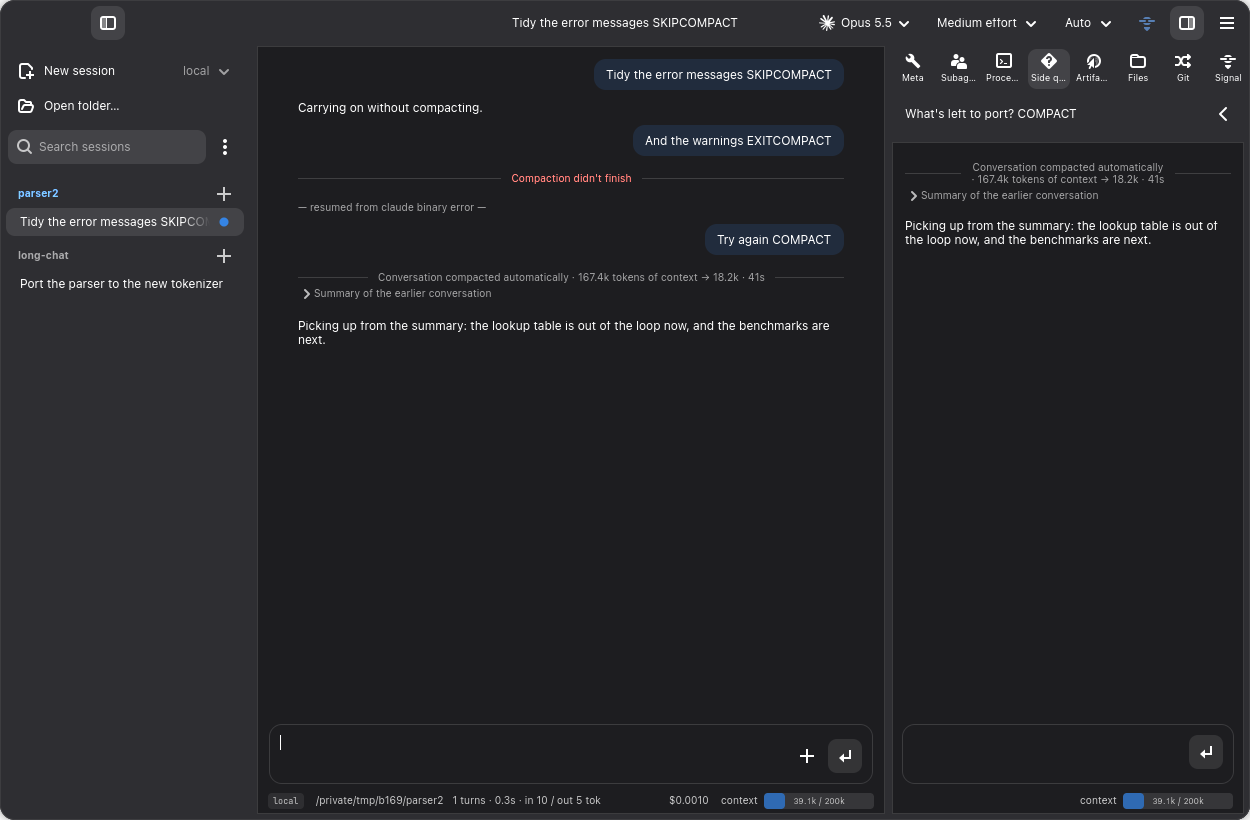 Tidy the error messages SKIPCOMPACT
Opus 5.5
Medium effort
Auto
New session
local
Open folder...
Search sessions
parser2
Tidy the error messages SKIPCO
long-chat
Port the parser to the new tokenizer
Tidy the error messages SKIPCOMPACT
Carrying on without compacting.
And the warnings EXITCOMPACT
Compaction didn't finish
— resumed from claude binary error —
Try again COMPACT
Conversation compacted automatically · 167.4k tokens of context → 18.2k · 41s
Summary of the earlier conversation
Picking up from the summary: the lookup table is out of the loop now, and the benchmarks are
next.
local
/private/tmp/b169/parser2
1 turns · 0.3s · in 10 / out 5 tok
$0.0010
context
39.1k / 200k
Meta
Subag...
Proce...
Side q...
Artifa...
Files
Git
Signal
What's left to port? COMPACT
Conversation compacted automatically
· 167.4k tokens of context → 18.2k · 41s
Summary of the earlier conversation
Picking up from the summary: the lookup table is out of
the loop now, and the benchmarks are next.
context
39.1k / 200k